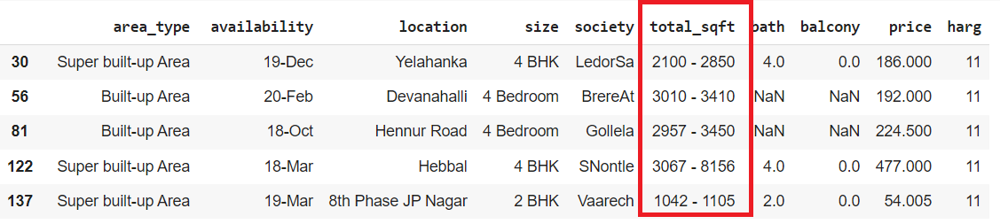 area_type availability location size society total_sqft bath balcony price harg
30 Super built-up Area 19-Dec Yelahanka 4 BHK LedorSa 2100 - 2850 4.0 0.0 186.000 11
56 Built-up Area 20-Feb Devanahalli 4 Bedroom BrereAt 3010 - 3410 NaN NaN 192.000 11
81 Built-up Area 18-Oct Hennur Road 4 Bedroom Gollela 2957 - 3450 NaN NaN 224.500 11
122 Super built-up Area 18-Mar Hebbal 4 BHK SNontle 3067 - 8156 4.0 0.0 477.000 11
137 Super built-up Area 19-Mar 8th Phase JP Nagar 2 BHK Vaarech 1042 - 1105 2.0 0.0 54.005 11